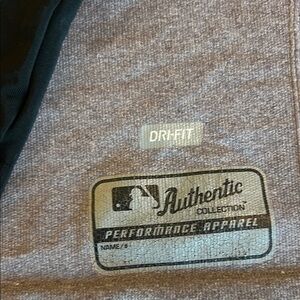 DRI-FIT
Authentic
COLLECTION
PERFORMANCE APPAREL
NAME/#